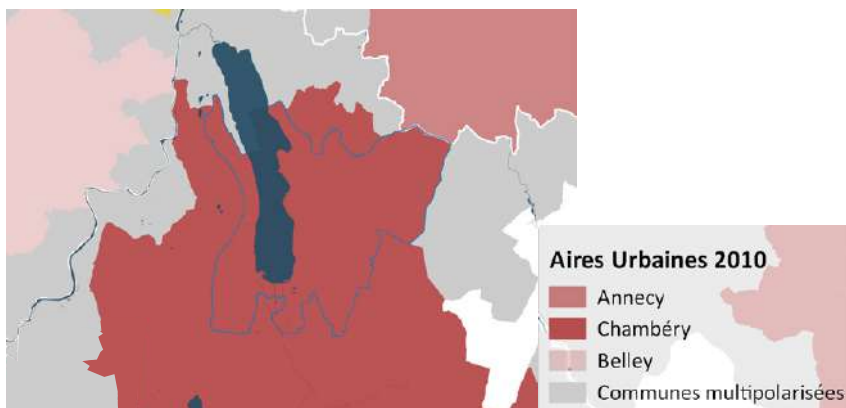 Aires Urbaines 2010
Annecy
Chambéry
Belley
Communes multipolarisées